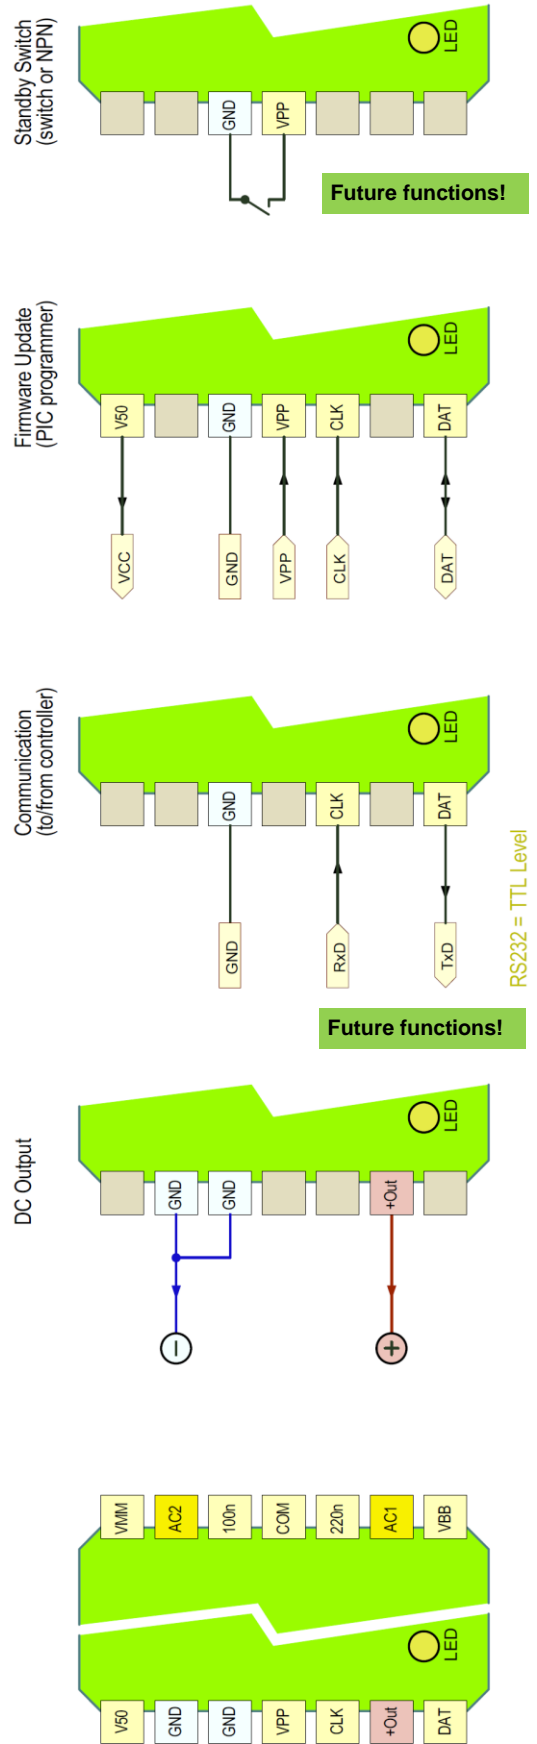 Standby Switch
(switch or NPN)
LED
GND
VPP
Future functions!
Firmware Update
(PIC programmer)
LED
V50
GND
VPP
CLK
DAT
VCC
GND
VPP
CLK
DAT
Communication
(to/from controller)
LED
GND
CLK
DAT
GND
RxD
TxD
RS232 = TTL Level
Future functions!
DC Output
LED
GND
GND
+Out
−
+
VMM
AC2
100n
COM
220n
AC1
VBB
LED
V50
GND
GND
VPP
CLK
+Out
DAT